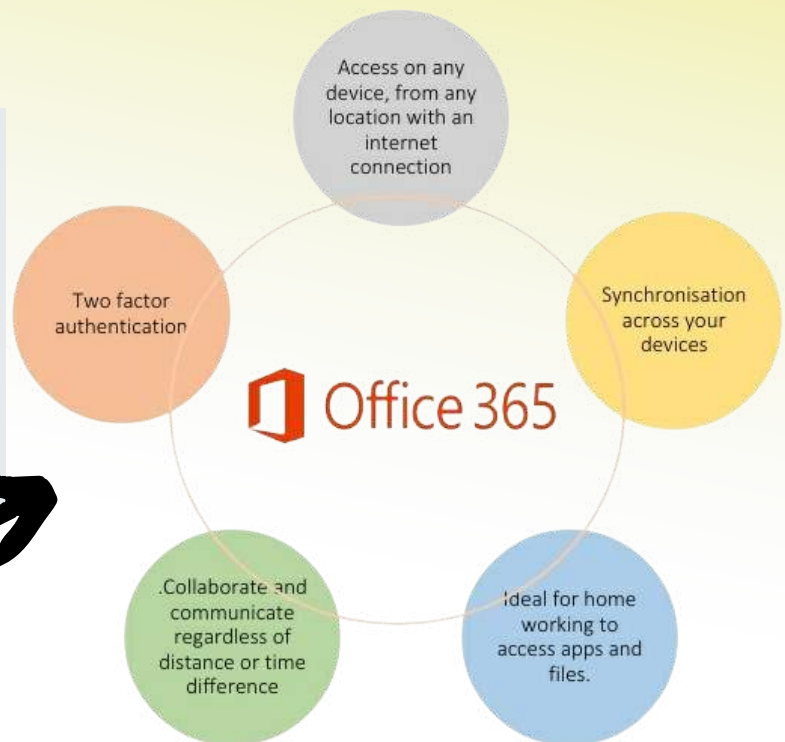 Access on any
device, from any
location with an
internet
connection
Two factor
authentication
Synchronisation
across your
devices
Office 365
.Collaborate and
communicate
regardless of
distance or time
difference
Ideal for home
working to
access apps and
files.